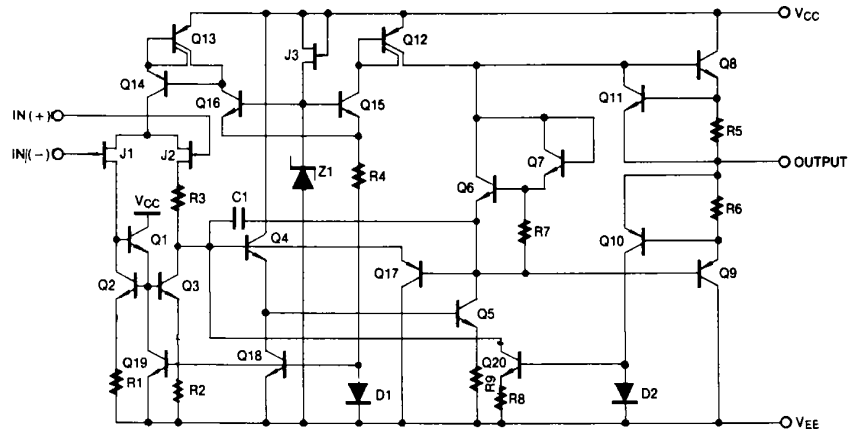 VCC
Q13
J3
Q12
Q8
Q14
Q16
Q15
Q11
IN (+)
R5
IN (-)
J1
J2
Z1
R4
Q7
OUTPUT
R3
Q6
C1
R6
VCC
Q1
Q4
R7
Q10
Q2
Q3
Q17
Q9
Q5
Q19
Q18
Q20
R1
R2
D1
R9
R8
D2
VEE